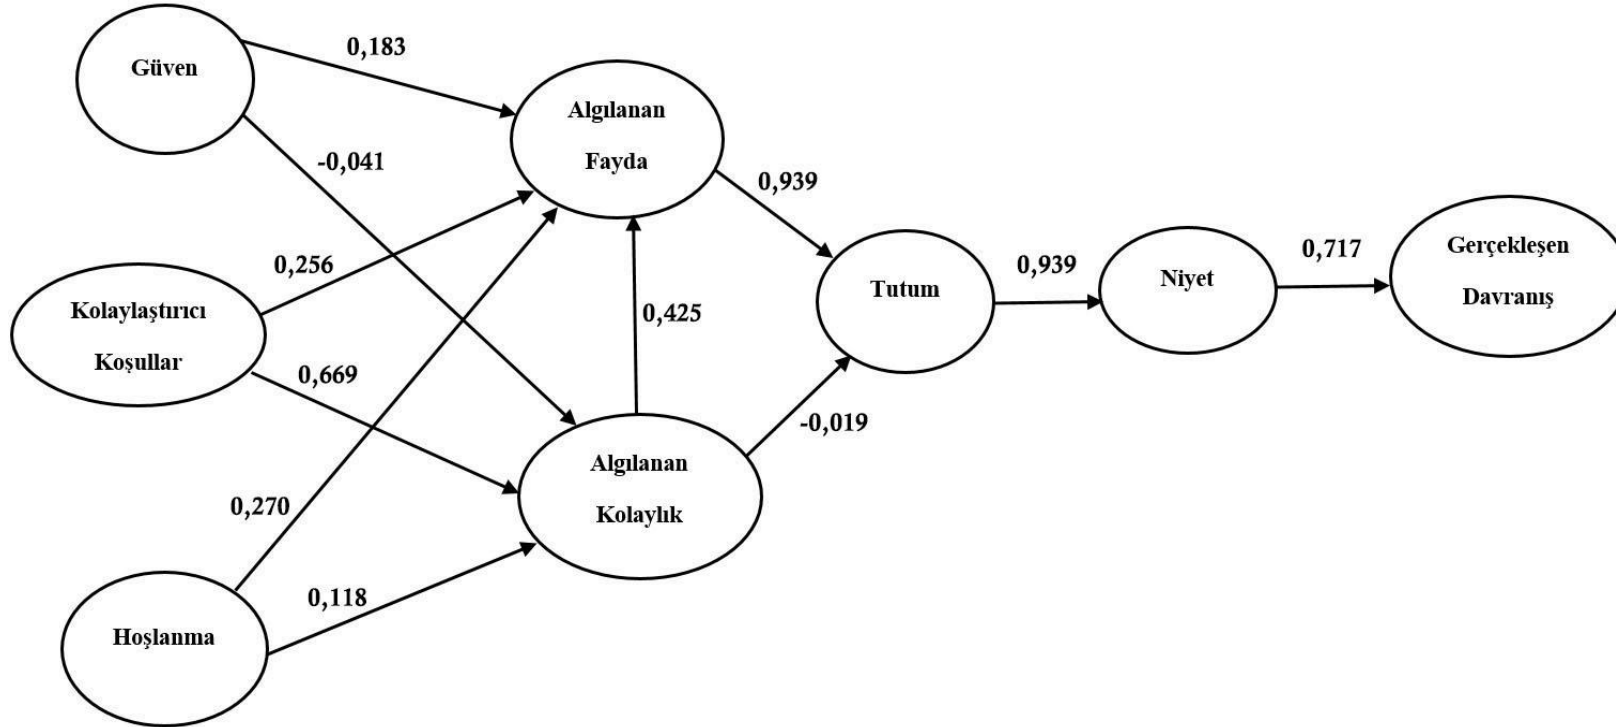 Güven
0,183
Algılanan
Fayda
-0,041
0,939
Kolaylaştırıcı
Koşullar
0,256
0,669
0,425
Tutum
0,939
Niyet
0,717
Gerçekleşen
Davranış
-0,019
Algılanan
Kolaylık
0,270
0,118
Hoşlanma